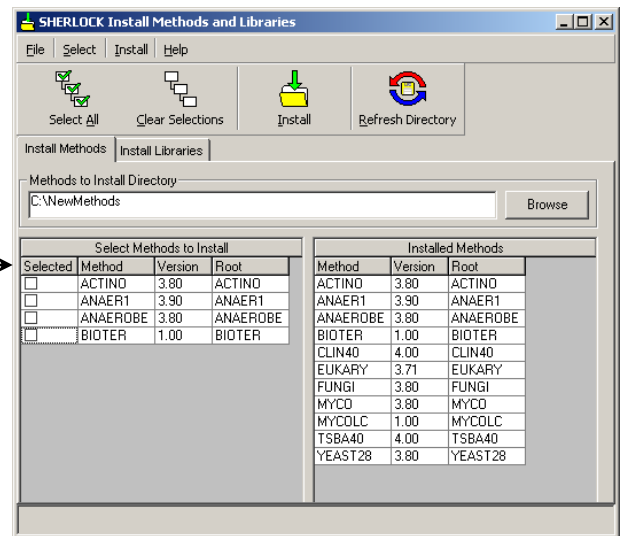 SHERLOCK Install Methods and Libraries
File Select Install Help
Select All Clear Selections Install Refresh Directory
Install Methods Install Libraries
Methods to Install Directory
C:\NewMethods Browse
Select Methods to Install Installed Methods
Selected Method Version Root Method Version Root
ACTINO 3.80 ACTINO ACTINO 3.80 ACTINO
ANAER1 3.90 ANAER1 ANAER1 3.90 ANAER1
ANAEROBE 3.80 ANAEROBE ANAEROBE 3.80 ANAEROBE
BIOTER 1.00 BIOTER BIOTER 1.00 BIOTER
CLIN40 4.00 CLIN40
EUKARY 3.71 EUKARY
FUNGI 3.80 FUNGI
MYCO 3.80 MYCO
MYCOLC 1.00 MYCOLC
TSBA40 4.00 TSBA40
YEAST28 3.80 YEAST28